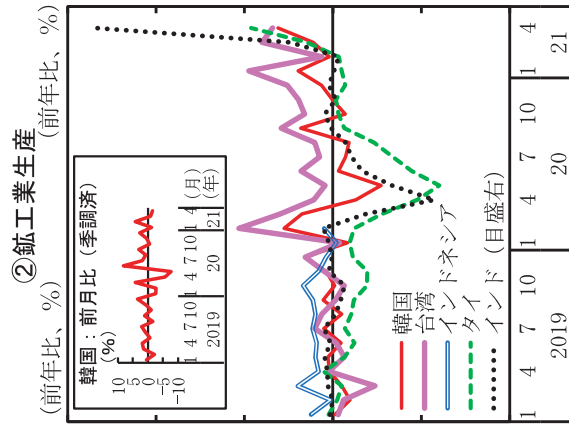 ②鉱工業生産
(前年比、%)
(前年比、%)
韓国：前月比（季調済）
(%)
10
5
0
-5
-10
1 4 7 10 1 4 7 10 1 4 (月)
2019 20 21 (年)
韓国
台湾
インドネシア
タイ
インド（目盛右）
1 4 7 10 1 4 7 10 1 4
2019 20 21